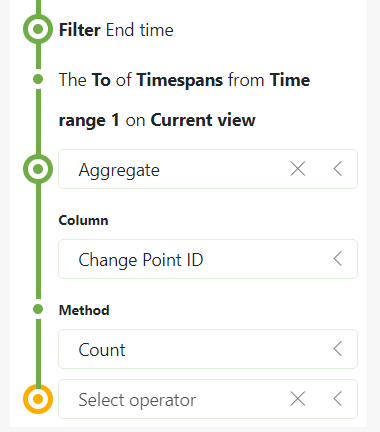 Filter End time
The To of Timespans from Time
range 1 on Current view
Aggregate
Column
Change Point ID
Method
Count
Select operator